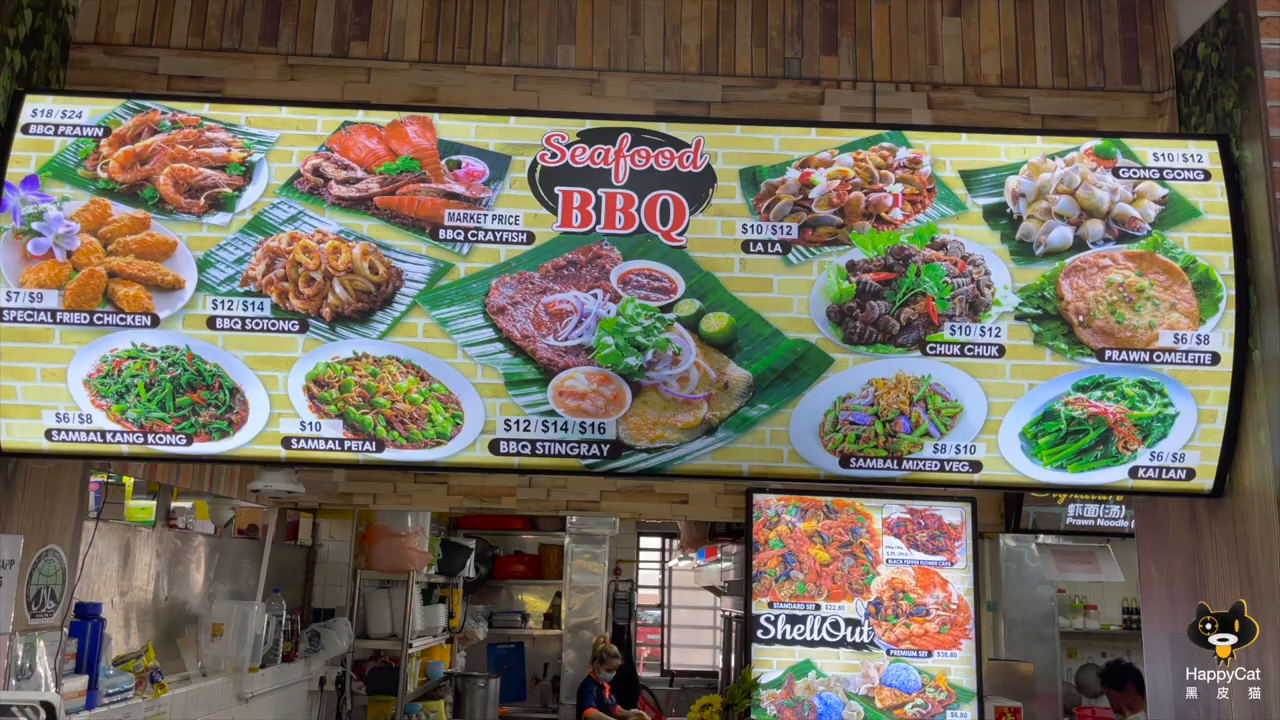 Seafood
BBQ
$18/$24
BBQ PRAWN
MARKET PRICE
BBQ CRAYFISH
$10/$12
LA LA
$10/$12
GONG GONG
$7/$9
SPECIAL FRIED CHICKEN
$12/$14
BBQ SOTONG
$10/$12
CHUK CHUK
$6/$8
PRAWN OMELETTE
$6/$8
SAMBAL KANG KONG
$10
SAMBAL PETAI
$12/$14/$16
BBQ STINGRAY
$8/$10
SAMBAL MIXED VEG.
$6/$8
KAI LAN
BLACK PEPPER FLOWER CRAB
STANDARD SET $22.80
ShellOut
PREMIUM SET $38.80
$6.80
Signature
虾面(汤)
Prawn Noodle
HappyCat
黑皮猫